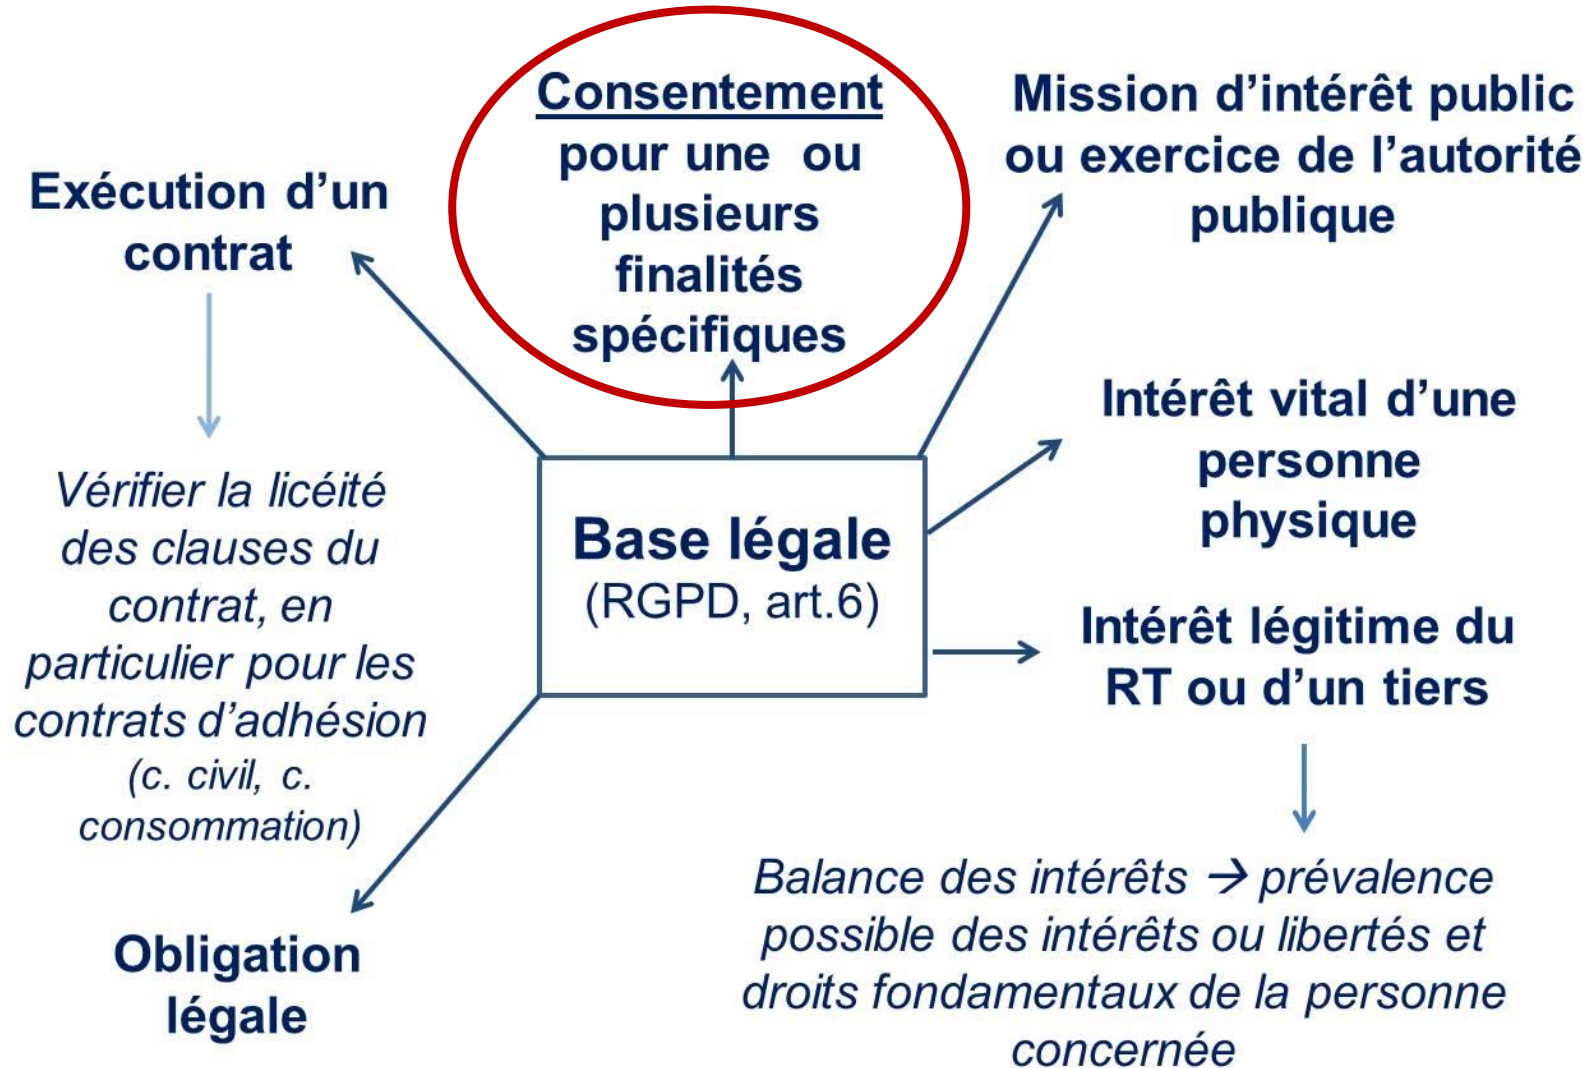 Consentement
pour une ou
plusieurs
finalités
spécifiques
Mission d’intérêt public
ou exercice de l’autorité
publique
Exécution d’un
contrat
Intérêt vital d’une
personne
physique
Vérifier la licéité
des clauses du
contrat, en
particulier pour les
contrats d’adhésion
(c. civil, c.
consommation)
Base légale
(RGPD, art.6)
Intérêt légitime du
RT ou d’un tiers
Balance des intérêts → prévalence
possible des intérêts ou libertés et
droits fondamentaux de la personne
concernée
Obligation
légale